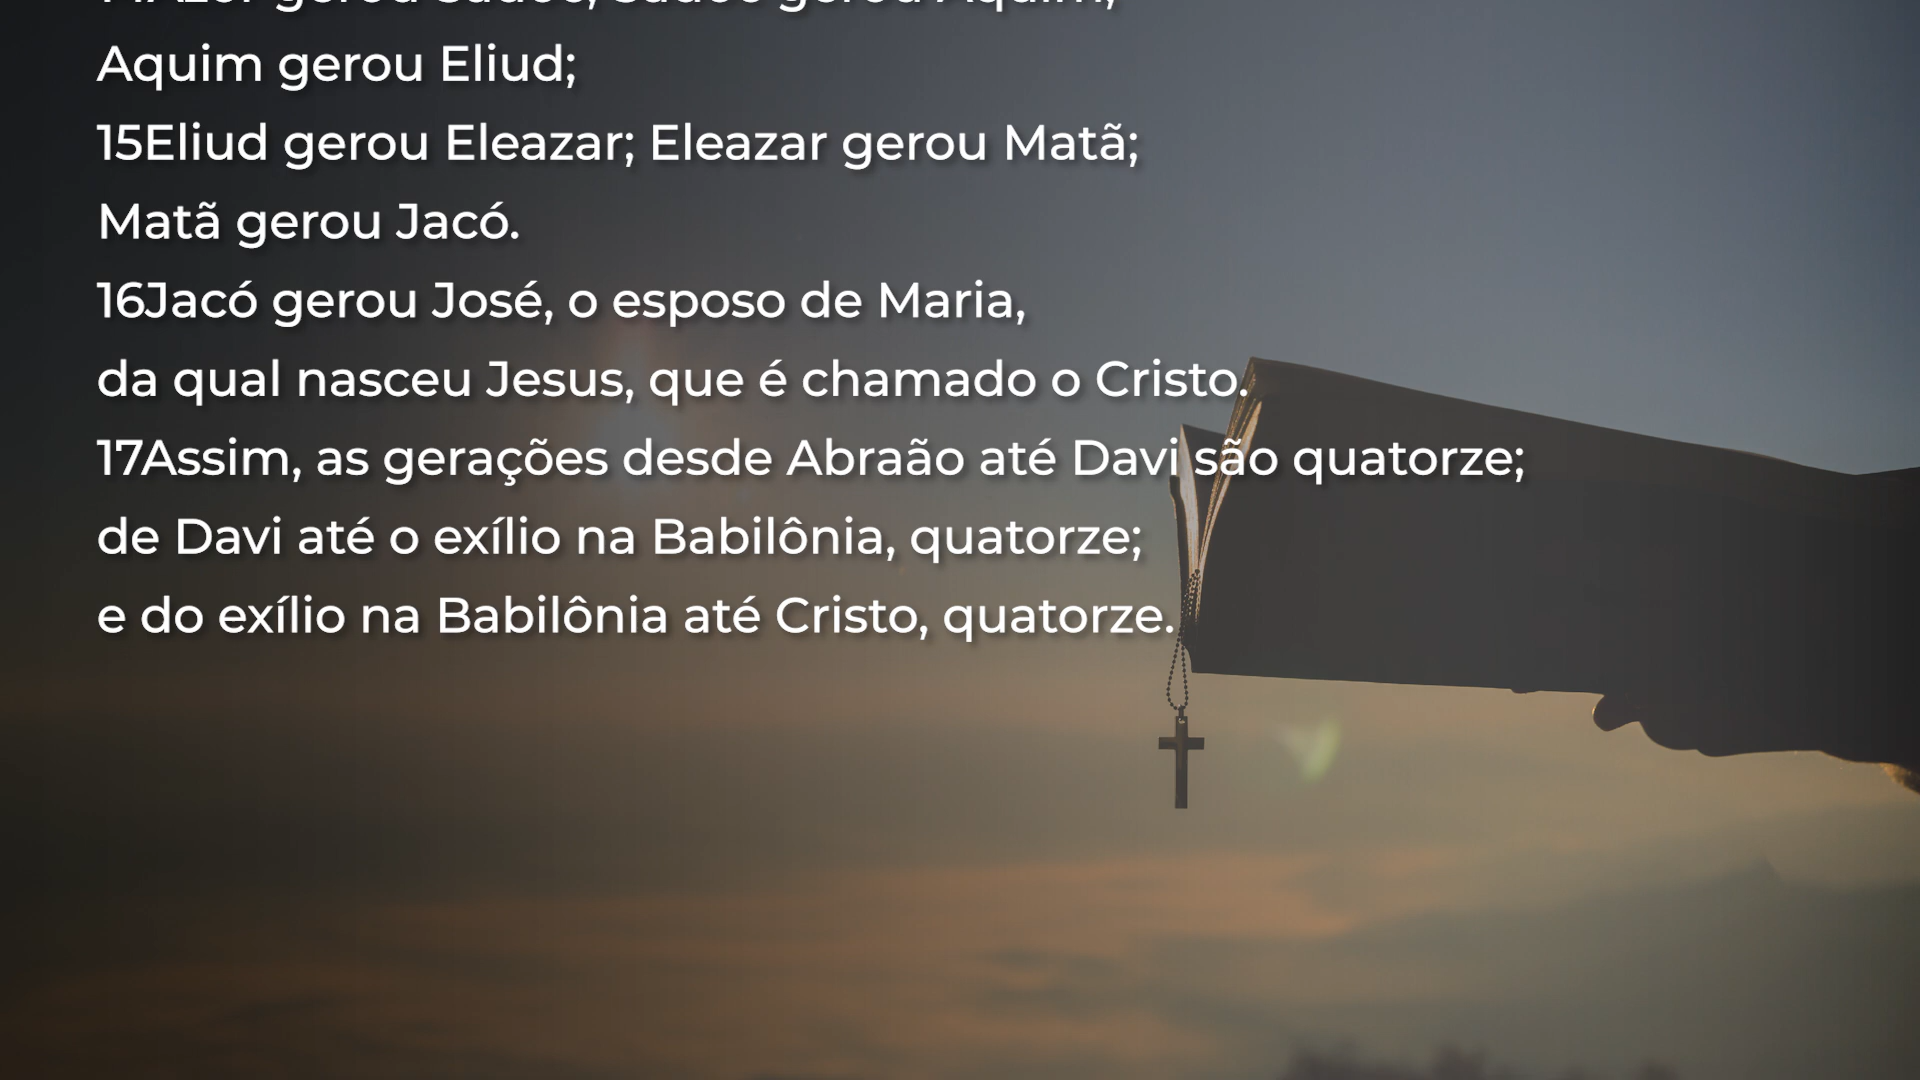 Aquim gerou Eliud;
15Eliud gerou Eleazar; Eleazar gerou Matã;
Matã gerou Jacó.
16Jacó gerou José, o esposo de Maria,
da qual nasceu Jesus, que é chamado o Cristo.
17Assim, as gerações desde Abraão até Davi são quatorze;
de Davi até o exílio na Babilônia, quatorze;
e do exílio na Babilônia até Cristo, quatorze.